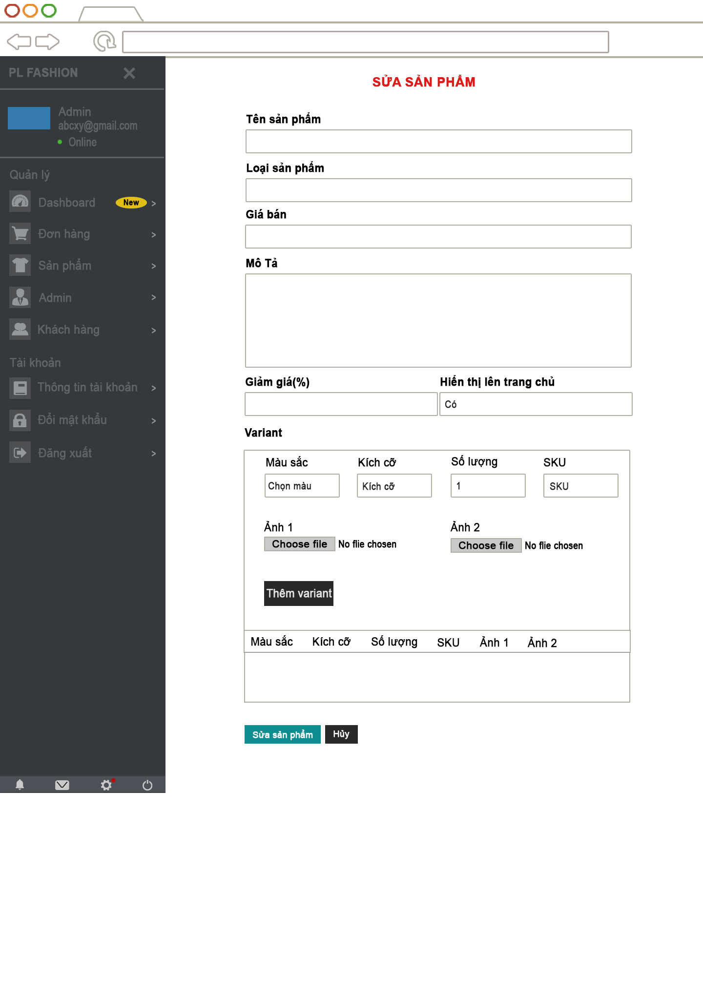 PL FASHION
Admin
abcxy@gmail.com
Online
Quản lý
Dashboard New >
Đơn hàng >
Sản phẩm >
Admin >
Khách hàng >
Tài khoản
Thông tin tài khoản >
Đổi mật khẩu >
Đăng xuất >
SỬA SẢN PHẨM
Tên sản phẩm
Loại sản phẩm
Giá bán
Mô Tả
Giảm giá(%) Hiển thị lên trang chủ
Có
Variant
Màu sắc Kích cỡ Số lượng SKU
Chọn màu Kích cỡ 1 SKU
Ảnh 1 Ảnh 2
Choose file No flie chosen Choose file No flie chosen
Thêm variant
Màu sắc Kích cỡ Số lượng SKU Ảnh 1 Ảnh 2
Sửa sản phẩm Hủy